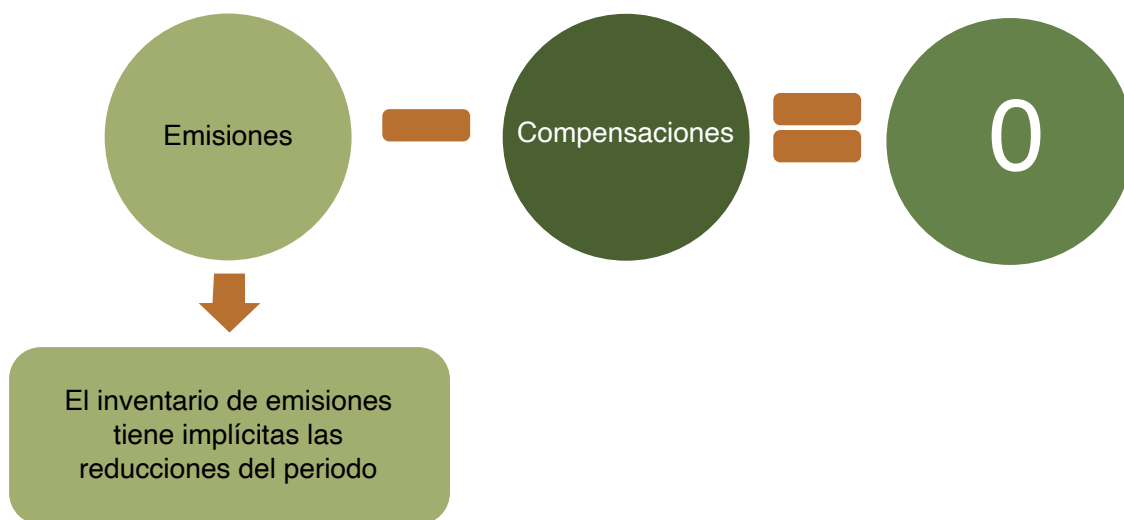 Emisiones
Compensaciones
0
El inventario de emisiones
tiene implícitas las
reducciones del periodo